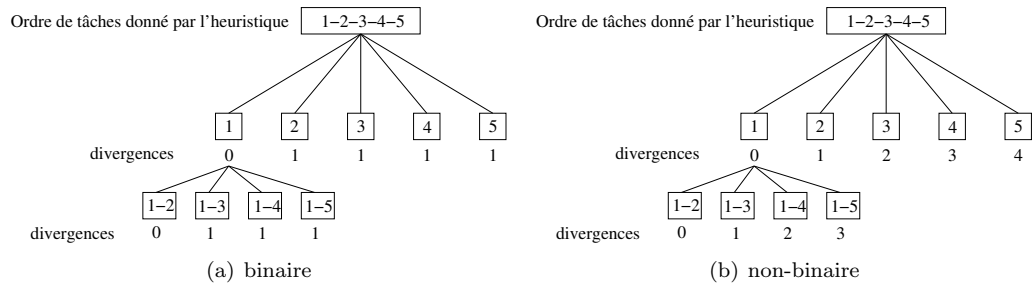 Ordre de tâches donné par l'heuristique 1−2−3−4−5
1 2 3 4 5
divergences 0 1 1 1 1
1−2 1−3 1−4 1−5
divergences 0 1 1 1
(a) binaire
Ordre de tâches donné par l'heuristique 1−2−3−4−5
1 2 3 4 5
divergences 0 1 2 3 4
1−2 1−3 1−4 1−5
divergences 0 1 2 3
(b) non-binaire